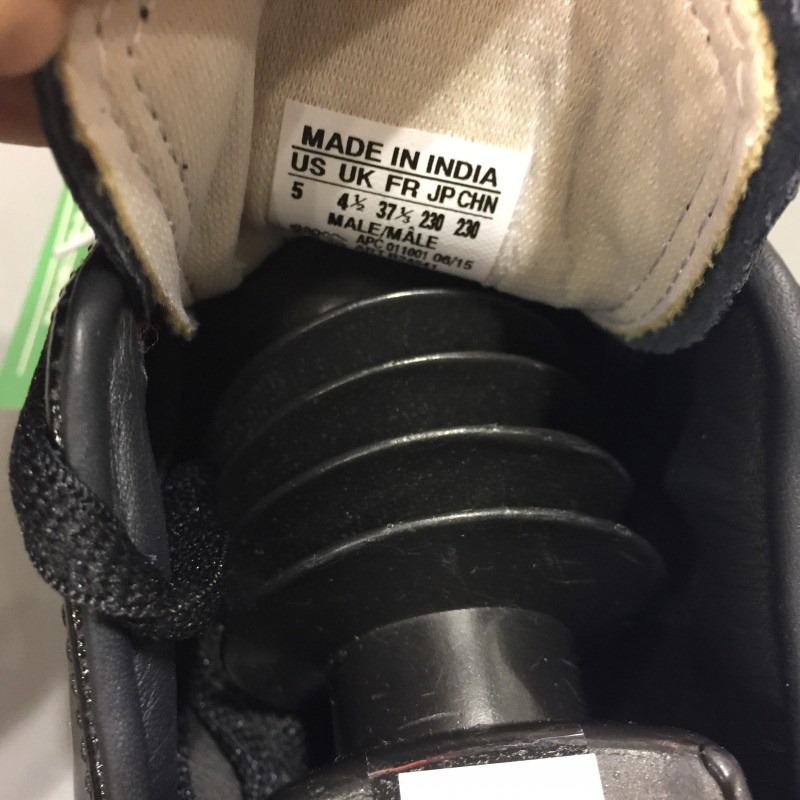 MADE IN INDIA
US UK FR JP CHN
5 4½ 37⅓ 230 230
MALE/MÂLE
APC 011001 06/15